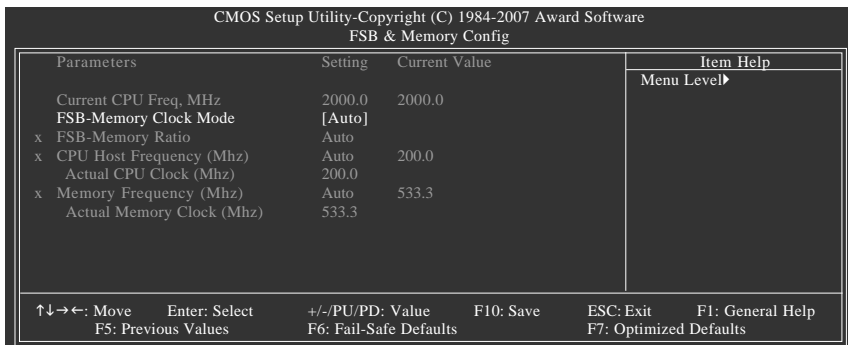 CMOS Setup Utility-Copyright (C) 1984-2007 Award Software
FSB & Memory Config
Parameters Setting Current Value Item Help
Menu Level
Current CPU Freq, MHz 2000.0 2000.0
FSB-Memory Clock Mode [Auto]
x FSB-Memory Ratio Auto
x CPU Host Frequency (Mhz) Auto 200.0
Actual CPU Clock (Mhz) 200.0
x Memory Frequency (Mhz) Auto 533.3
Actual Memory Clock (Mhz) 533.3
↑↓→←: Move Enter: Select +/-/PU/PD: Value F10: Save ESC: Exit F1: General Help
F5: Previous Values F6: Fail-Safe Defaults F7: Optimized Defaults